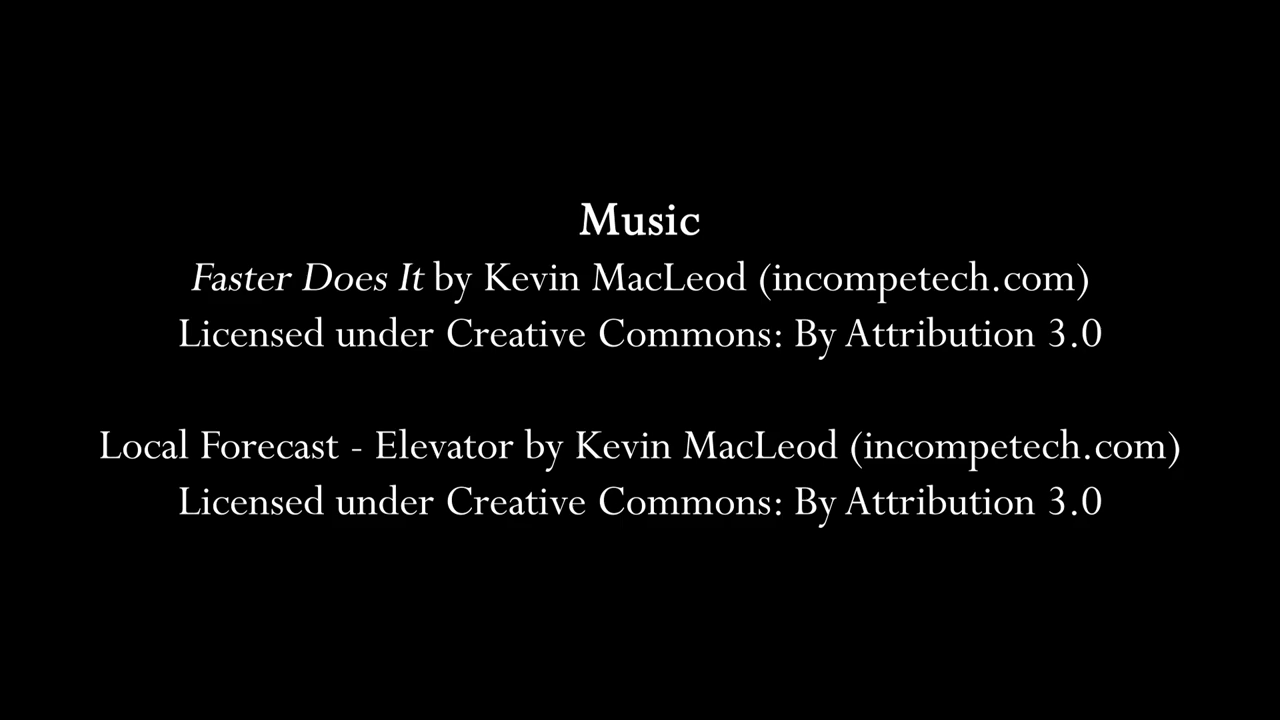 Music
Faster Does It by Kevin MacLeod (incompetech.com)
Licensed under Creative Commons: By Attribution 3.0
Local Forecast - Elevator by Kevin MacLeod (incompetech.com)
Licensed under Creative Commons: By Attribution 3.0